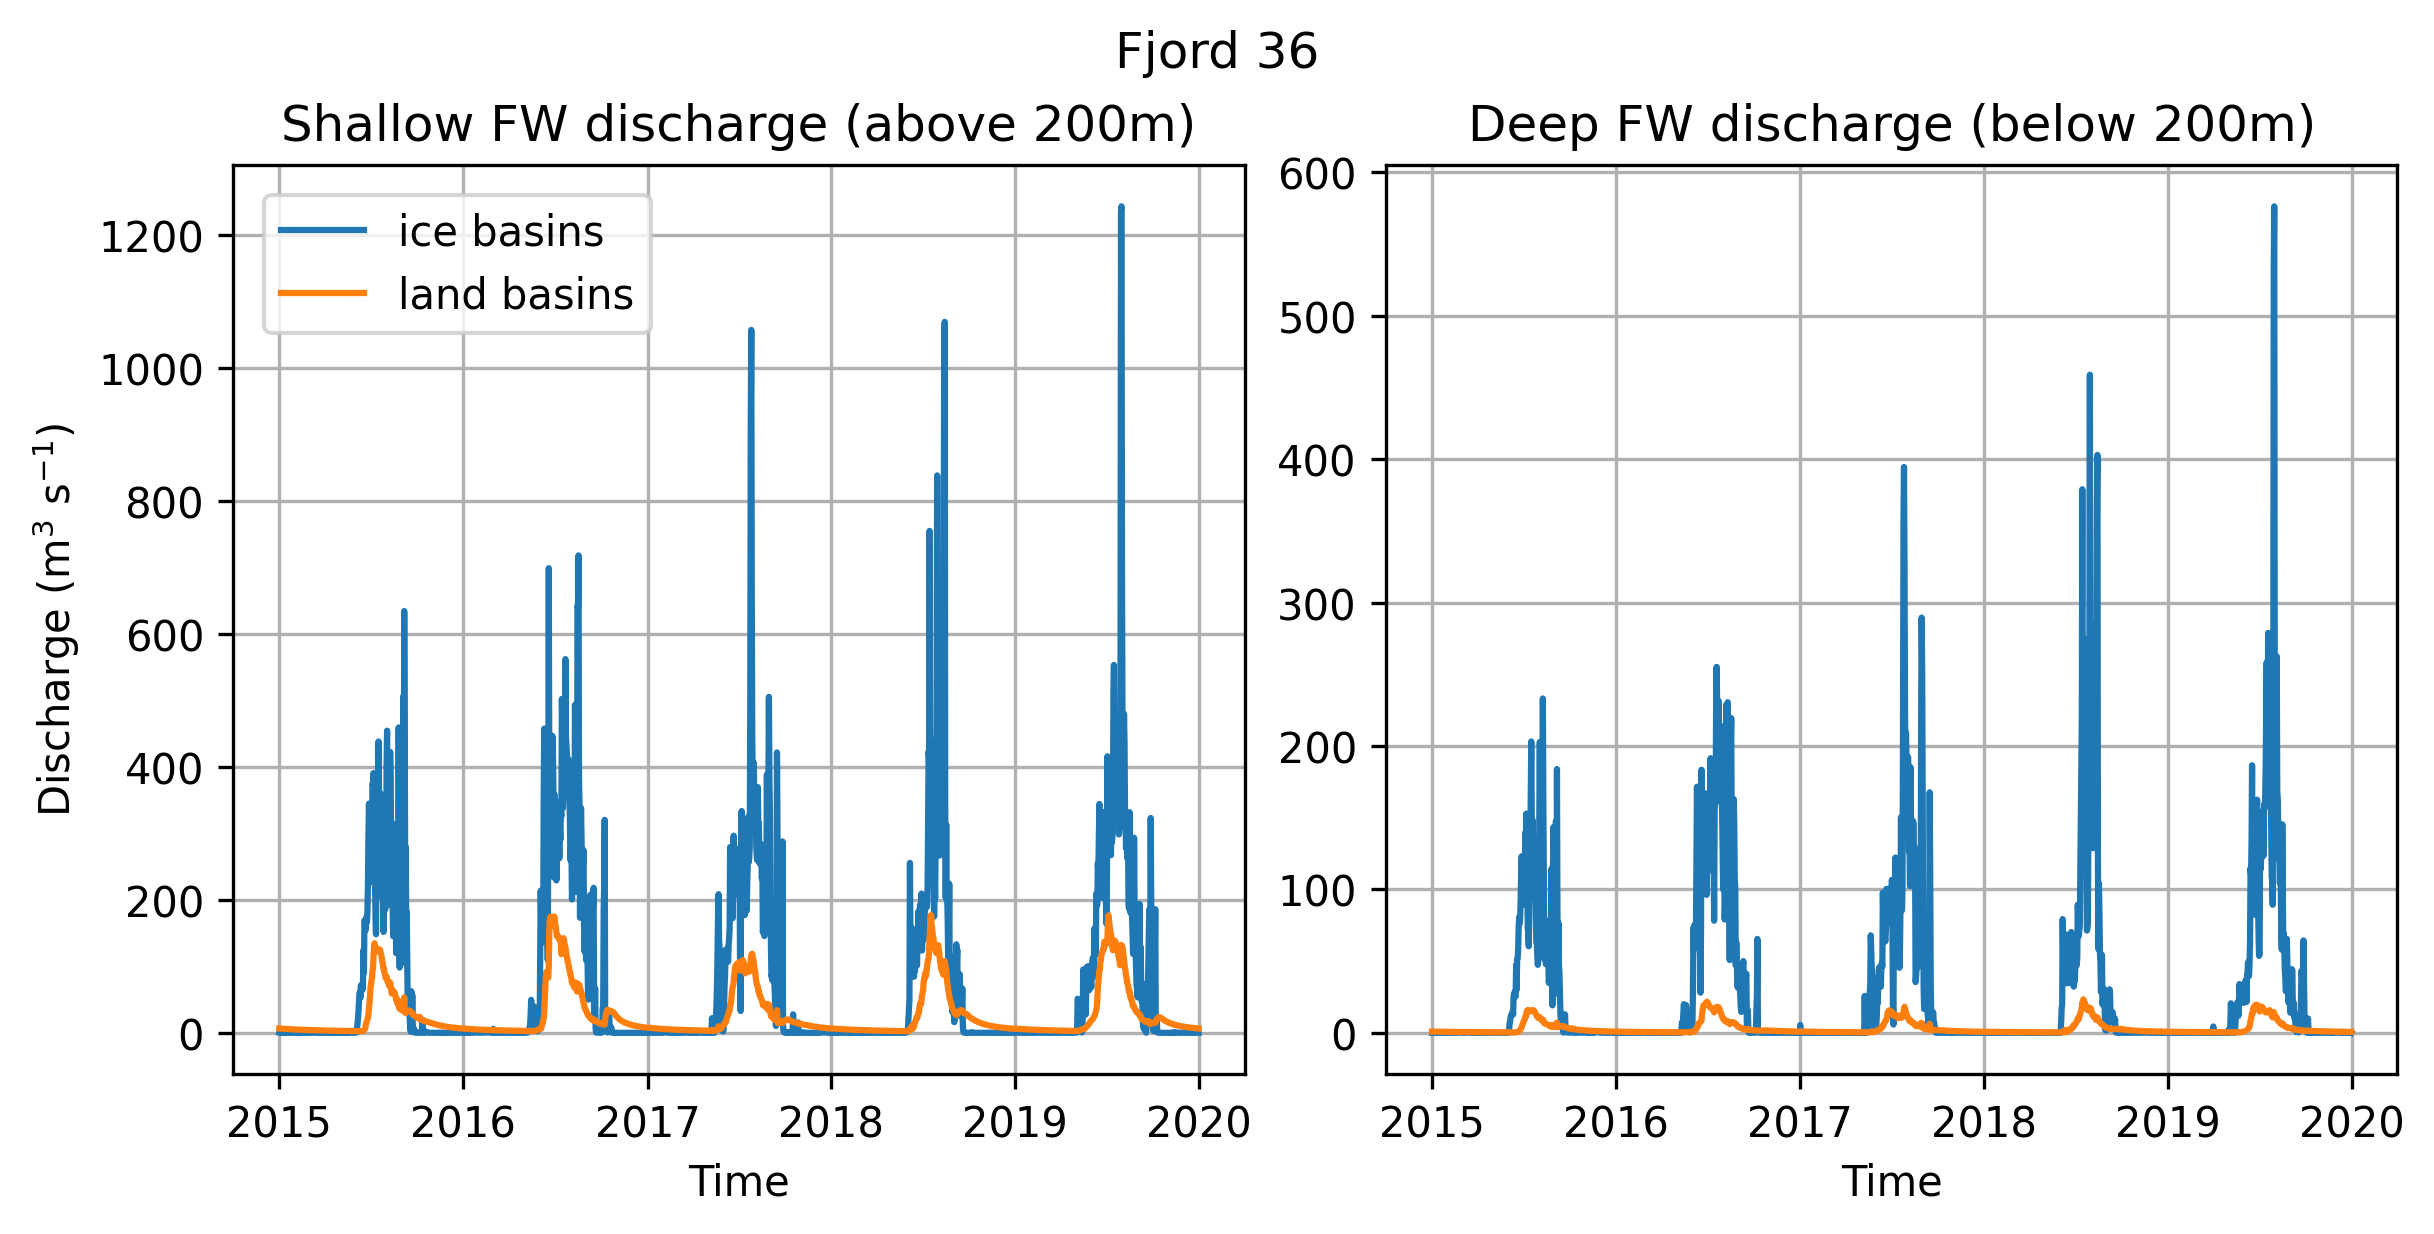 Fjord 36
Shallow FW discharge (above 200m)
Deep FW discharge (below 200m)
ice basins
land basins
Discharge (m³ s⁻¹)
1200
1000
800
600
400
200
0
600
500
400
300
200
100
0
2015 2016 2017 2018 2019 2020
2015 2016 2017 2018 2019 2020
Time
Time